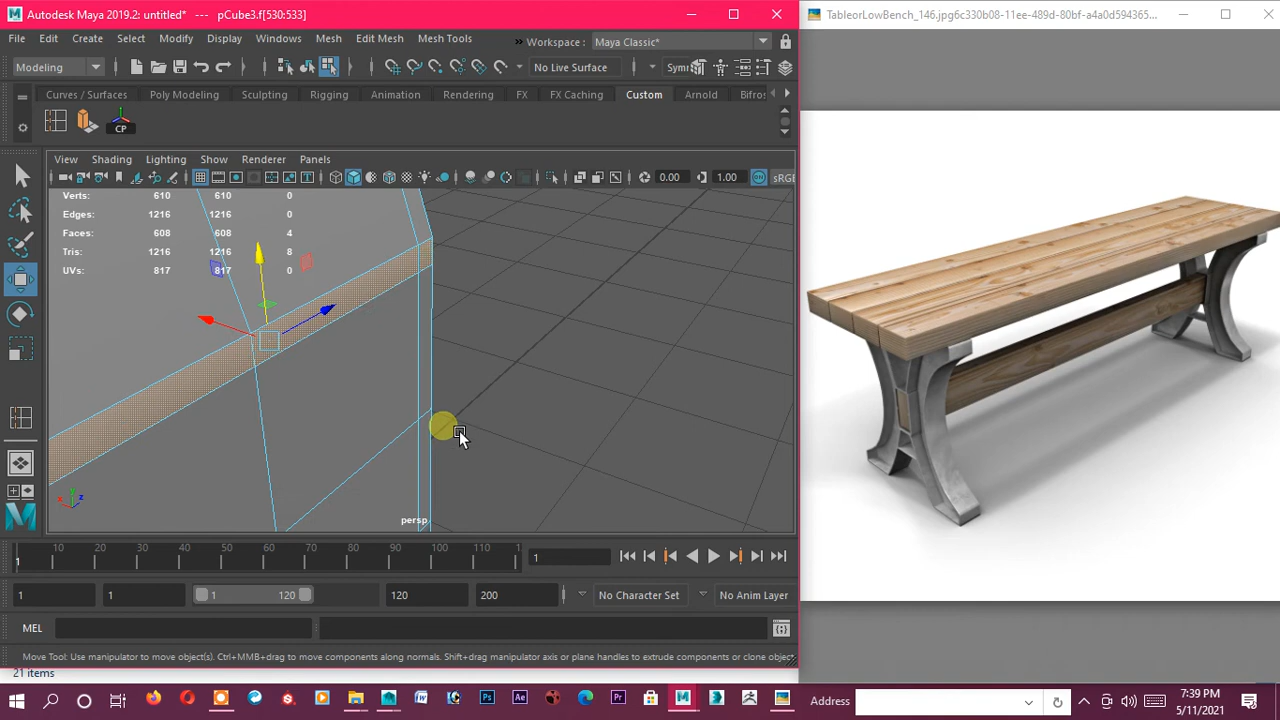 Autodesk Maya 2019.2: untitled* --- pCube3.f[530:533]
TableorLowBench_146.jpg6c330b08-11ee-489d-80bf-a4a0d594365...
File Edit Create Select Modify Display Windows Mesh Edit Mesh Mesh Tools
Workspace : Maya Classic*
Modeling
No Live Surface
Curves / Surfaces Poly Modeling Sculpting Rigging Animation Rendering FX FX Caching Custom Arnold
CP
View Shading Lighting Show Renderer Panels
0.00 1.00
Verts: 610 610 0
Edges: 1216 1216 0
Faces: 608 608 4
Tris: 1216 1216 8
UVs: 817 817 0
persp
10 20 30 40 50 60 70 80 90 100 110
1
1
1 1 1 120 120 200 No Character Set No Anim Layer
MEL
Move Tool: Use manipulator to move object(s). Ctrl+MMB+drag to move components along normals. Shift+drag manipulator axis or plane handles to extrude components or clone
21 items
Address
7:39 PM
5/11/2021